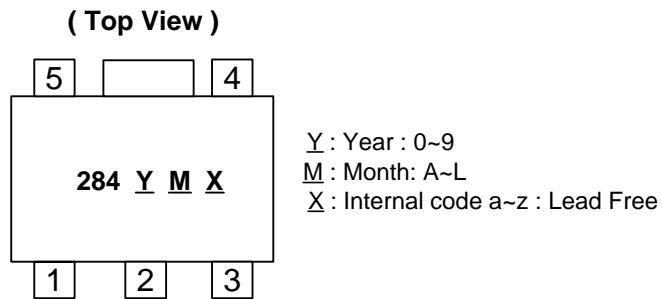 ( Top View )
5 4
284 Y M X
1 2 3
Y : Year : 0~9
M : Month: A~L
X : Internal code a~z : Lead Free